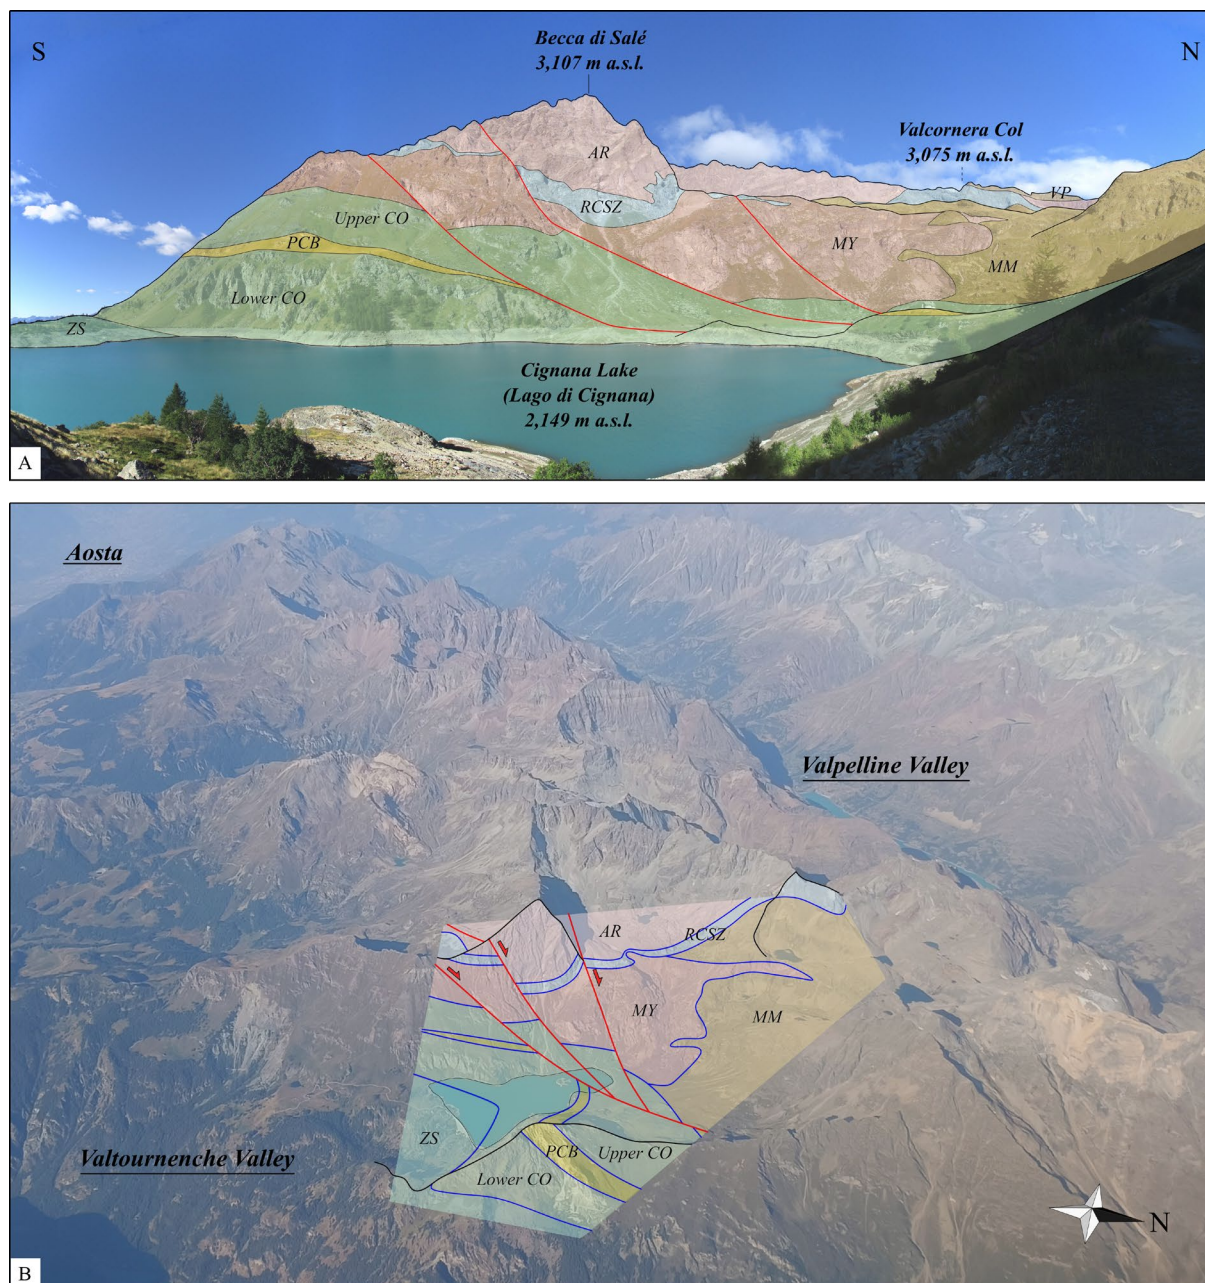 S
N
Becca di Salé
3,107 m a.s.l.
Valcornera Col
3,075 m a.s.l.
AR
VP
RCSZ
Upper CO
PCB
MY
MM
Lower CO
ZS
Cignana Lake
(Lago di Cignana)
2,149 m a.s.l.
A
Aosta
Valpelline Valley
AR
RCSZ
MY
MM
ZS
PCB
Upper CO
Lower CO
Valtournenche Valley
N
B